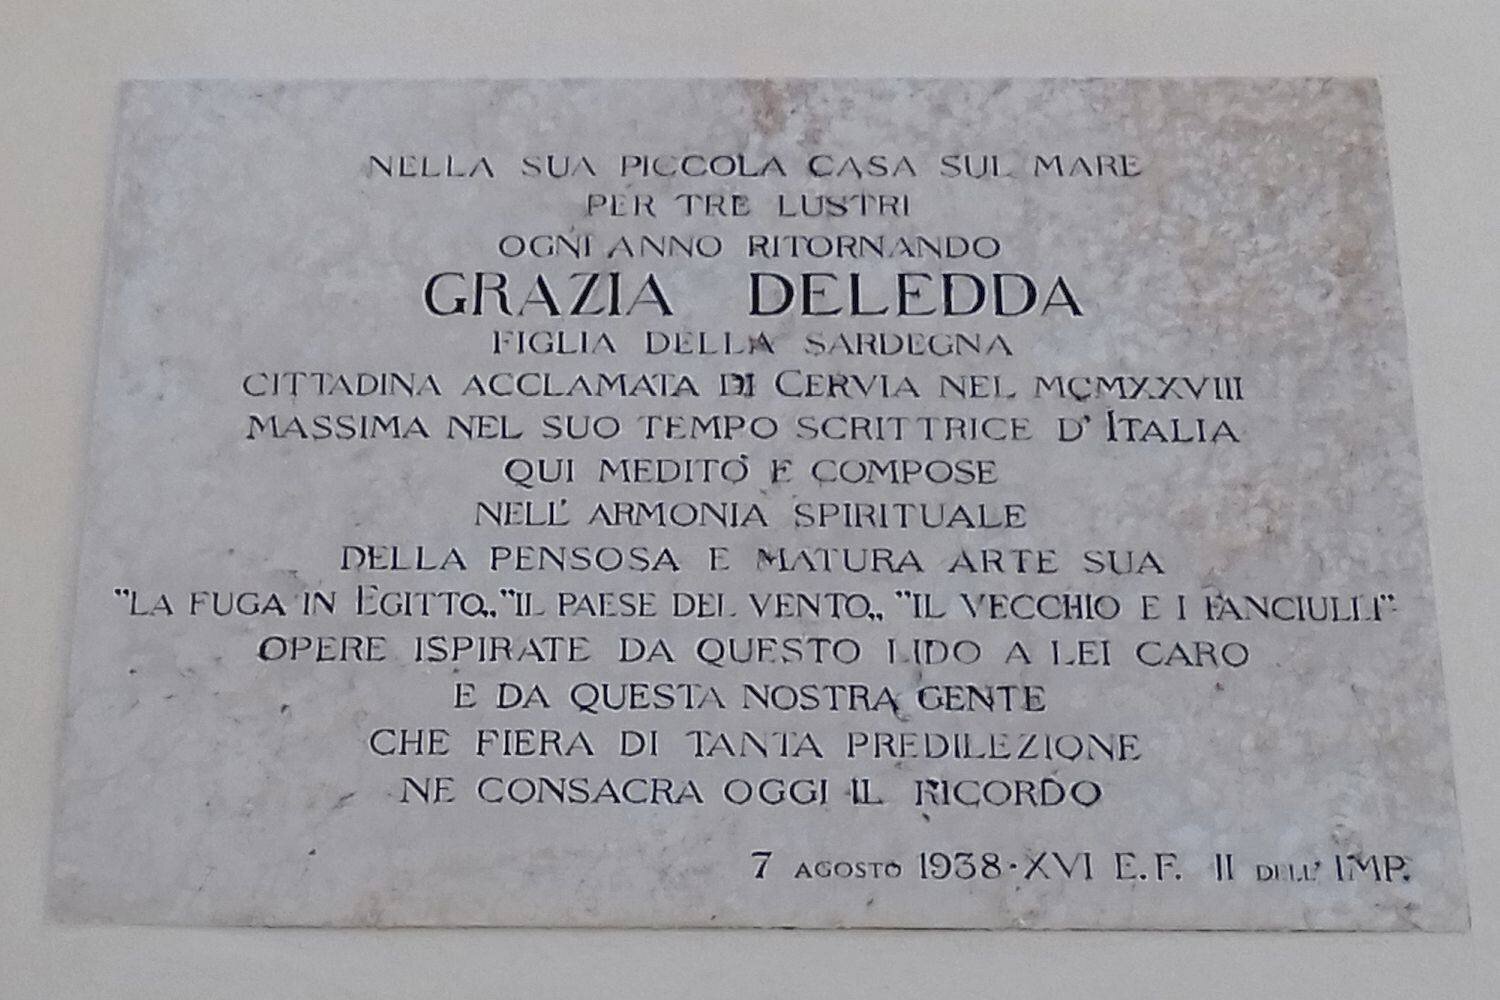 NELLA SUA PICCOLA CASA SUL MARE
PER TRE LUSTRI
OGNI ANNO RITORNANDO
GRAZIA DELEDDA
FIGLIA DELLA SARDEGNA
CITTADINA ACCLAMATA DI CERVIA NEL MCMXXVIII
MASSIMA NEL SUO TEMPO SCRITTRICE D' ITALIA
QUI MEDITÒ E COMPOSE
NELL' ARMONIA SPIRITUALE
DELLA PENSOSA E MATURA ARTE SUA
"LA FUGA IN EGITTO„ "IL PAESE DEL VENTO„ "IL VECCHIO E I FANCIULLI"
OPERE ISPIRATE DA QUESTO LIDO A LEI CARO
E DA QUESTA NOSTRA GENTE
CHE FIERA DI TANTA PREDILEZIONE
NE CONSACRA OGGI IL RICORDO
7 AGOSTO 1938·XVI E.F. II DELL' IMP.